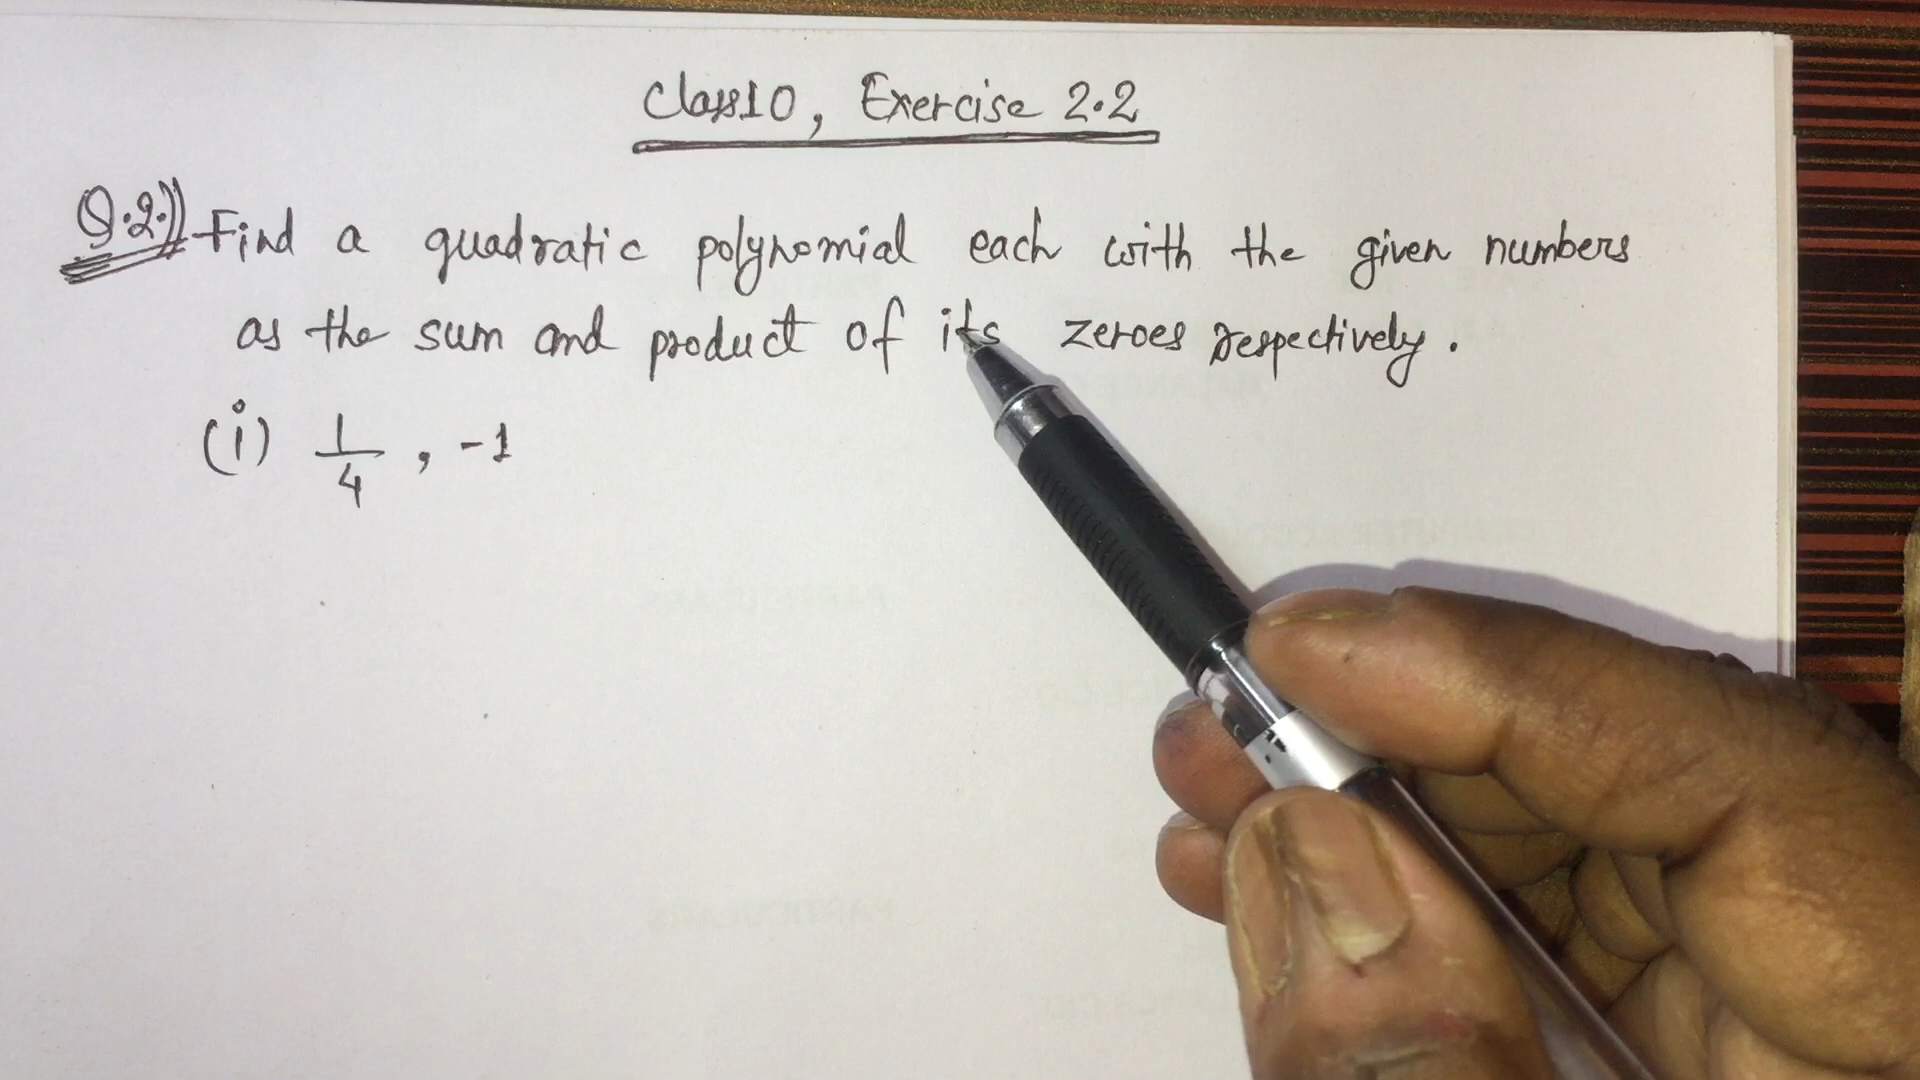 Class10, Exercise 2.2
Q.2.)) Find a quadratic polynomial each with the given numbers
as the sum and product of its zeroes respectively.
(i) 1/4, -1